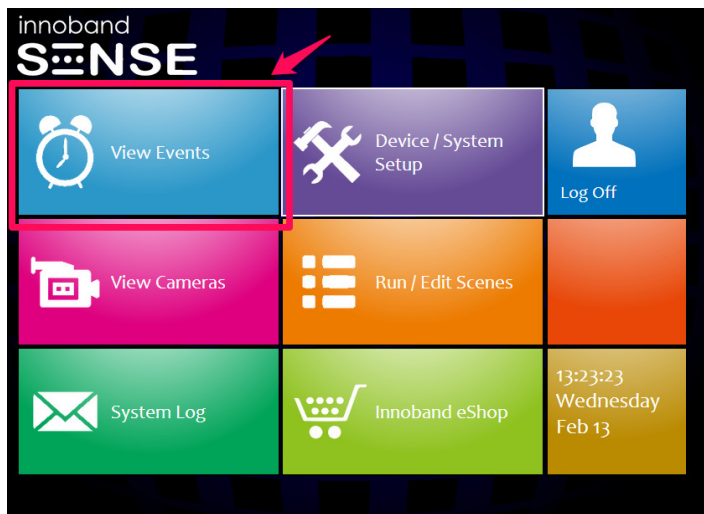 innoband
SENSE
View Events
Device / System
Setup
Log Off
View Cameras
Run / Edit Scenes
System Log
Innoband eShop
13:23:23
Wednesday
Feb 13